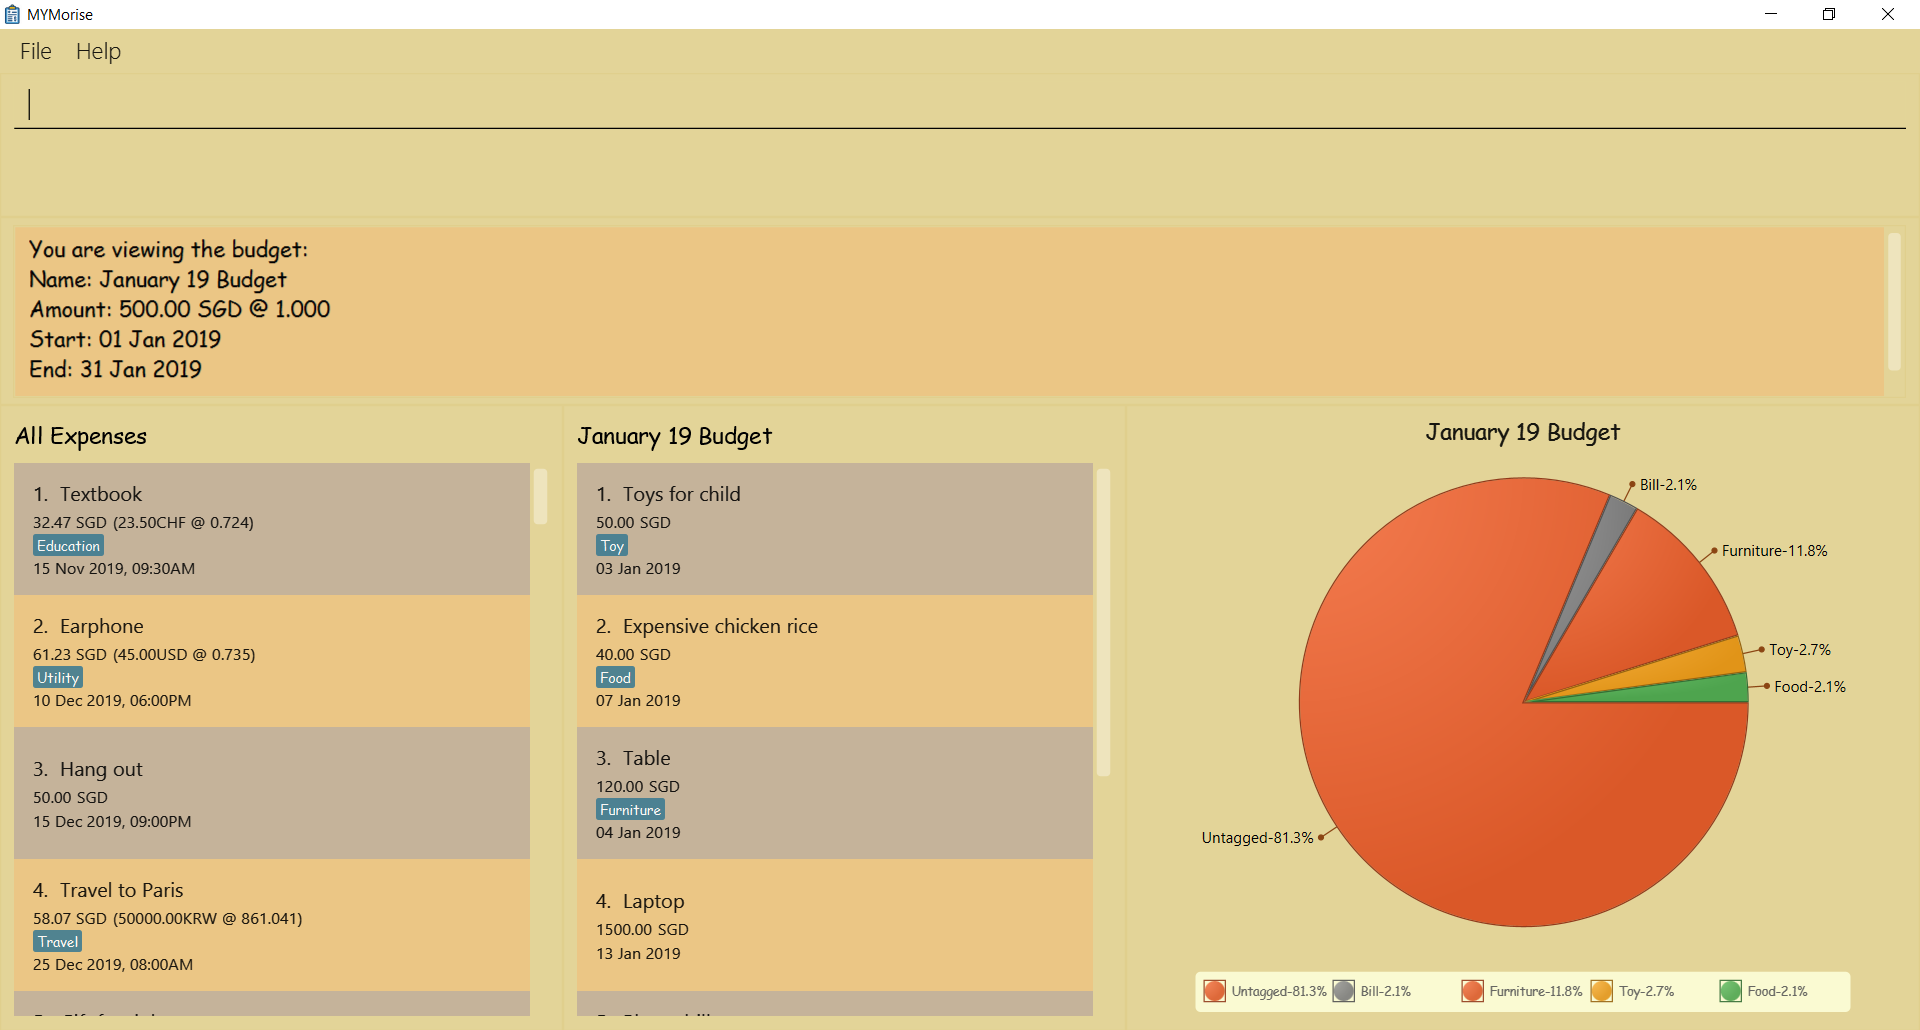 MYMorise
File Help
You are viewing the budget:
Name: January 19 Budget
Amount: 500.00 SGD @ 1.000
Start: 01 Jan 2019
End: 31 Jan 2019
All Expenses
1. Textbook
32.47 SGD (23.50CHF @ 0.724)
Education
15 Nov 2019, 09:30AM
2. Earphone
61.23 SGD (45.00USD @ 0.735)
Utility
10 Dec 2019, 06:00PM
3. Hang out
50.00 SGD
15 Dec 2019, 09:00PM
4. Travel to Paris
58.07 SGD (50000.00KRW @ 861.041)
Travel
25 Dec 2019, 08:00AM
January 19 Budget
1. Toys for child
50.00 SGD
Toy
03 Jan 2019
2. Expensive chicken rice
40.00 SGD
Food
07 Jan 2019
3. Table
120.00 SGD
Furniture
04 Jan 2019
4. Laptop
1500.00 SGD
13 Jan 2019
January 19 Budget
Bill-2.1%
Furniture-11.8%
Toy-2.7%
Food-2.1%
Untagged-81.3%
Untagged-81.3% Bill-2.1% Furniture-11.8% Toy-2.7% Food-2.1%